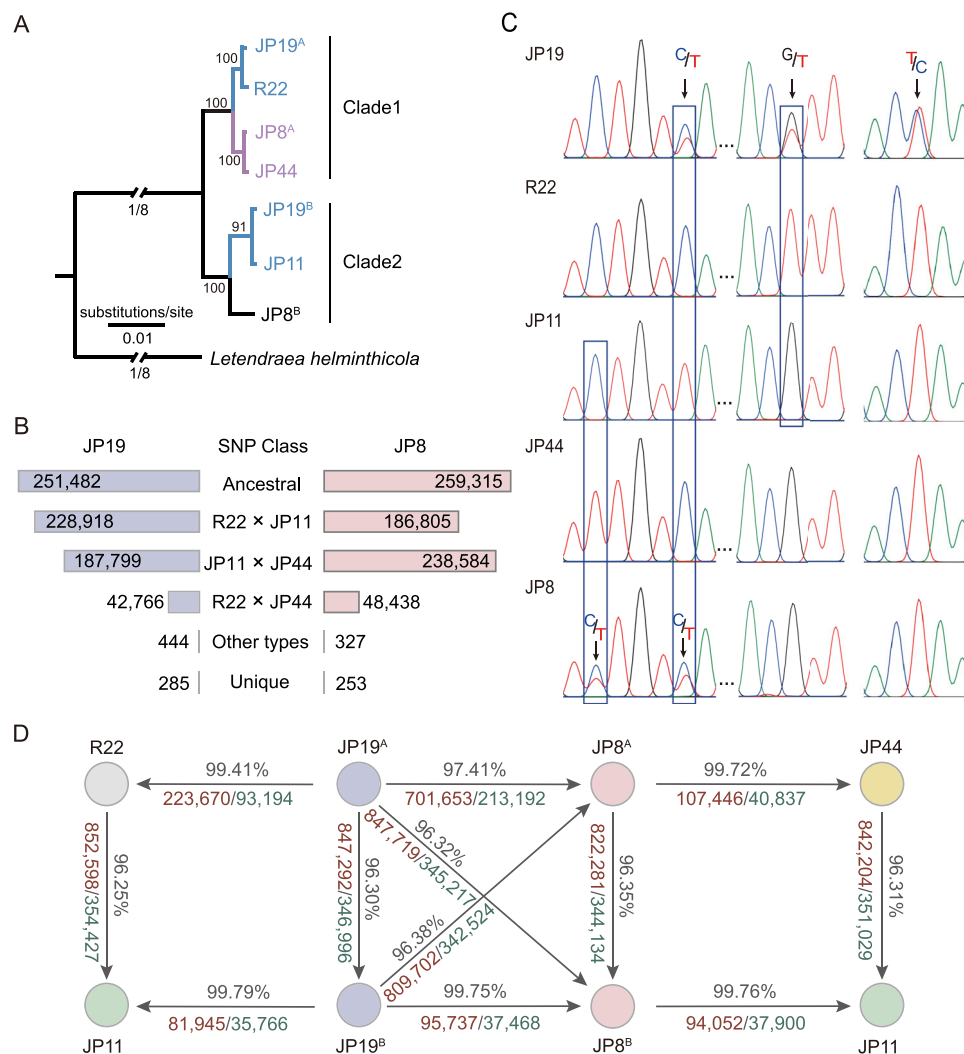 A
JP19ᴬ
100
R22
100
Clade1
JP8ᴬ
100
JP44
1/8
JP19ᴮ
91
JP11
Clade2
100
JP8ᴮ
substitutions/site
0.01
Letendraea helminthicola
1/8
B
JP19 SNP Class JP8
251,482 Ancestral 259,315
228,918 R22 × JP11 186,805
187,799 JP11 × JP44 238,584
42,766 R22 × JP44 48,438
444 Other types 327
285 Unique 253
C
JP19
C/T G/T T/C
...
R22
...
JP11
...
JP44
...
JP8
C/T C/T
...
D
R22 JP19ᴬ JP8ᴬ JP44
99.41% 97.41% 99.72%
223,670/93,194 701,653/213,192 107,446/40,837
852,598/354,427
96.25%
847,292/346,996
96.30%
847,719/345,217
96.32%
822,281/344,134
96.35%
842,204/351,029
96.31%
96.38%
809,702/342,524
99.79% 99.75% 99.76%
81,945/35,766 95,737/37,468 94,052/37,900
JP11 JP19ᴮ JP8ᴮ JP11